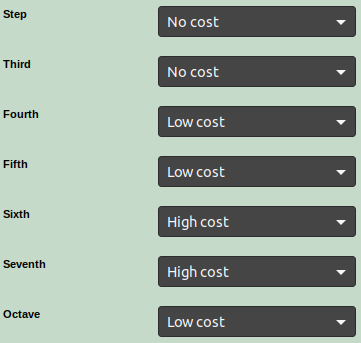 Step No cost
Third No cost
Fourth Low cost
Fifth Low cost
Sixth High cost
Seventh High cost
Octave Low cost